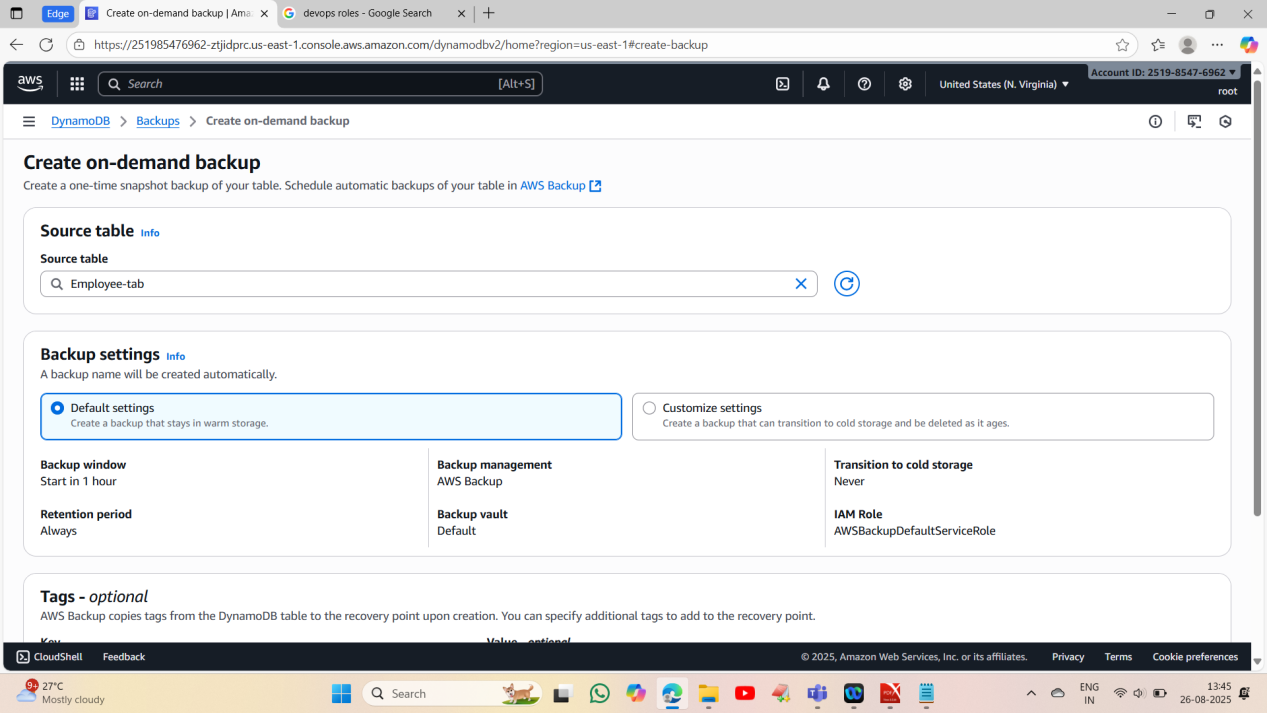 Edge
Create on-demand backup | Ama
devops roles - Google Search
https://251985476962-ztjidprc.us-east-1.console.aws.amazon.com/dynamodbv2/home?region=us-east-1#create-backup
aws
Search
[Alt+S]
United States (N. Virginia)
Account ID: 2519-8547-6962
root
DynamoDB
Backups
Create on-demand backup
Create on-demand backup
Create a one-time snapshot backup of your table. Schedule automatic backups of your table in AWS Backup
Source table Info
Source table
Employee-tab
Backup settings Info
A backup name will be created automatically.
Default settings
Create a backup that stays in warm storage.
Customize settings
Create a backup that can transition to cold storage and be deleted as it ages.
Backup window
Start in 1 hour
Backup management
AWS Backup
Transition to cold storage
Never
Retention period
Always
Backup vault
Default
IAM Role
AWSBackupDefaultServiceRole
Tags - optional
AWS Backup copies tags from the DynamoDB table to the recovery point upon creation. You can specify additional tags to add to the recovery point.
Key
Value - optional
CloudShell
Feedback
© 2025, Amazon Web Services, Inc. or its affiliates.
Privacy
Terms
Cookie preferences
9+
27°C
Mostly cloudy
Search
ENG
IN
13:45
26-08-2025